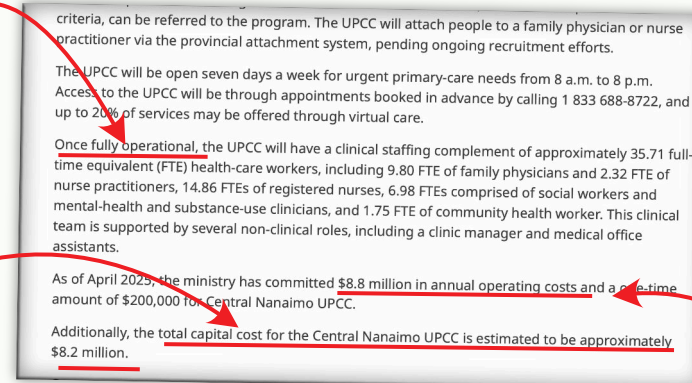 criteria, can be referred to the program. The UPCC will attach people to a family physician or nurse
practitioner via the provincial attachment system, pending ongoing recruitment efforts.
The UPCC will be open seven days a week for urgent primary-care needs from 8 a.m. to 8 p.m.
Access to the UPCC will be through appointments booked in advance by calling 1 833 688-8722, and
up to 20% of services may be offered through virtual care.
Once fully operational, the UPCC will have a clinical staffing complement of approximately 35.71 full-
time equivalent (FTE) health-care workers, including 9.80 FTE of family physicians and 2.32 FTE of
nurse practitioners, 14.86 FTEs of registered nurses, 6.98 FTEs comprised of social workers and
mental-health and substance-use clinicians, and 1.75 FTE of community health worker. This clinical
team is supported by several non-clinical roles, including a clinic manager and medical office
assistants.
As of April 2025, the ministry has committed $8.8 million in annual operating costs and a one-time
amount of $200,000 for Central Nanaimo UPCC.
Additionally, the total capital cost for the Central Nanaimo UPCC is estimated to be approximately
$8.2 million.